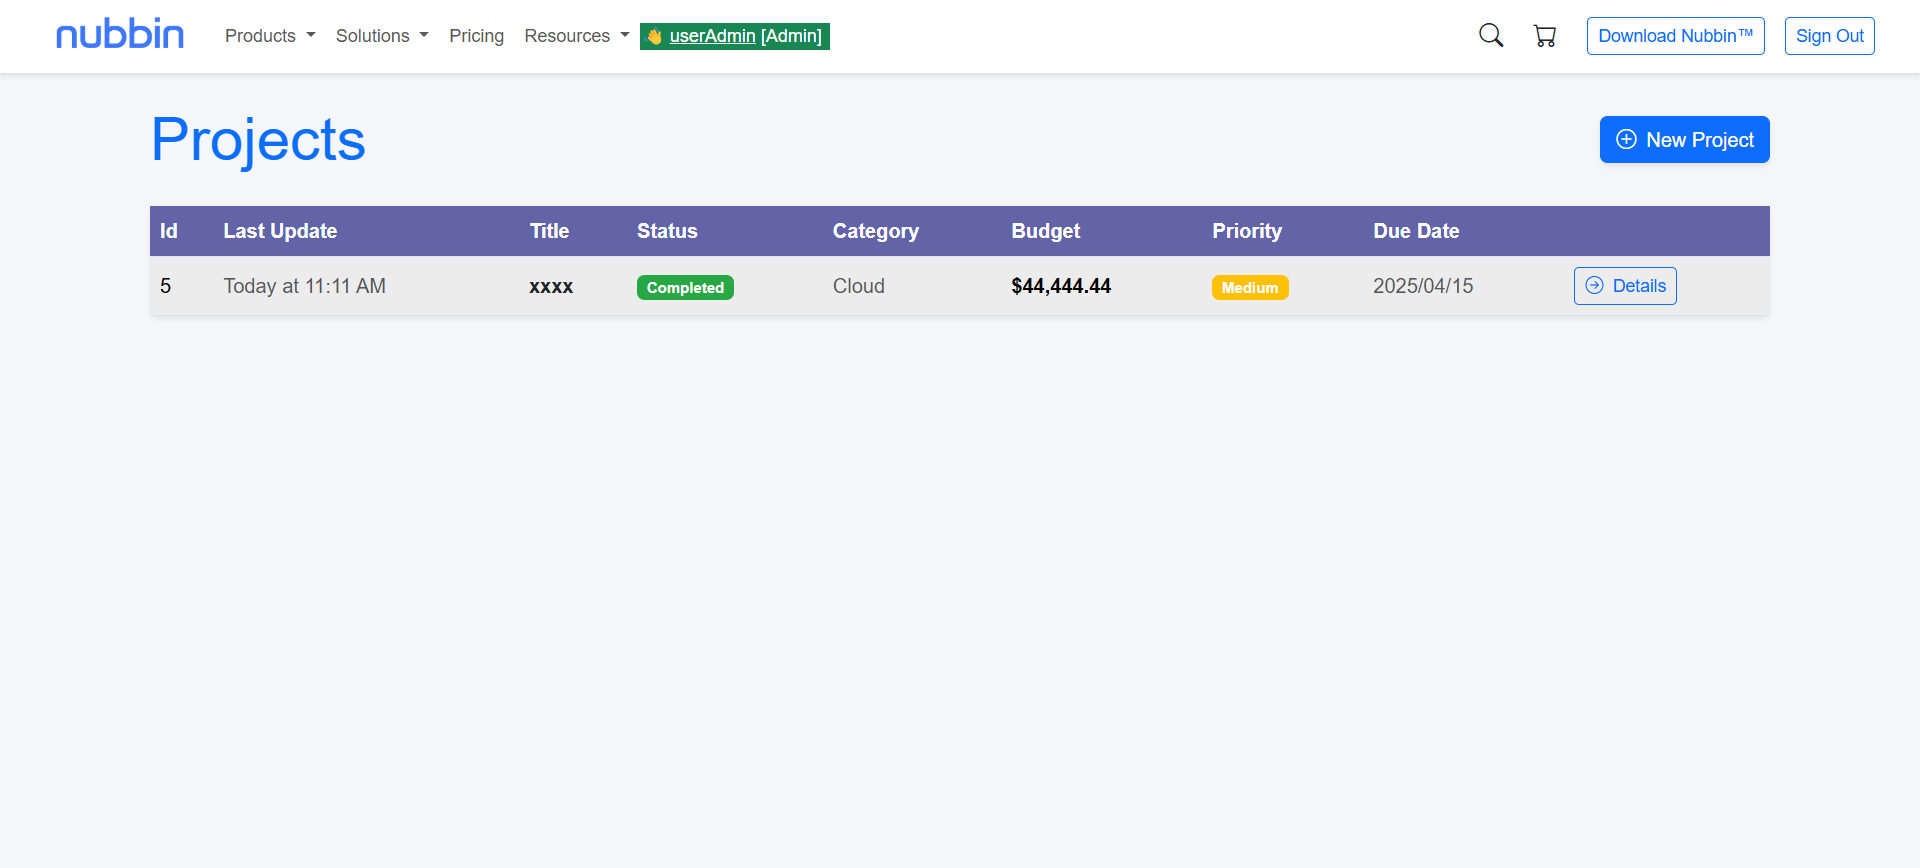 nubbin Products Solutions Pricing Resources 👋 userAdmin [Admin] Download Nubbin™ Sign Out
Projects New Project
Id Last Update Title Status Category Budget Priority Due Date
5 Today at 11:11 AM xxxx Completed Cloud $44,444.44 Medium 2025/04/15 Details